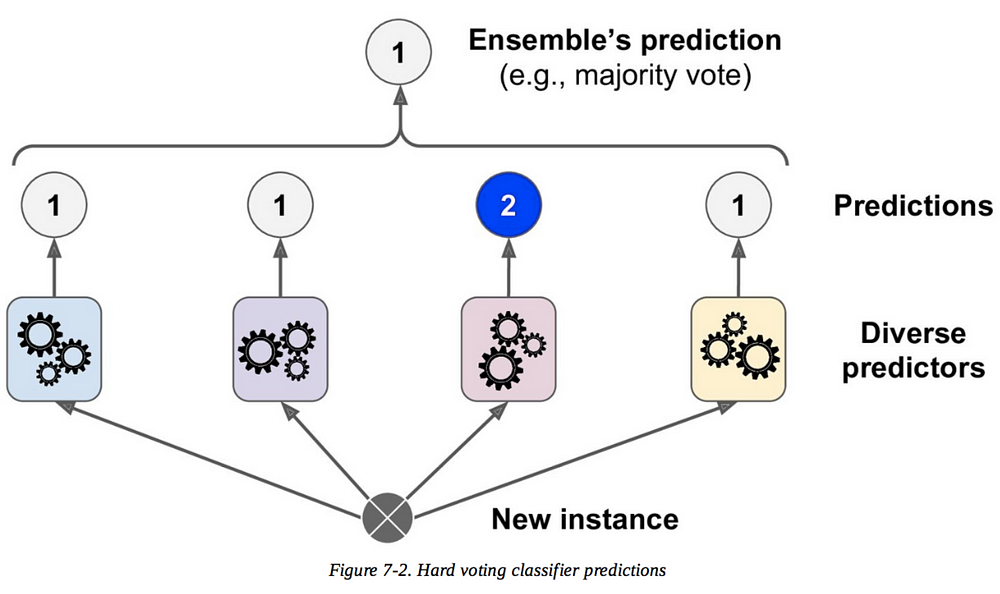 1
Ensemble's prediction
(e.g., majority vote)
1 1 2 1
Predictions
Diverse
predictors
New instance
Figure 7-2. Hard voting classifier predictions